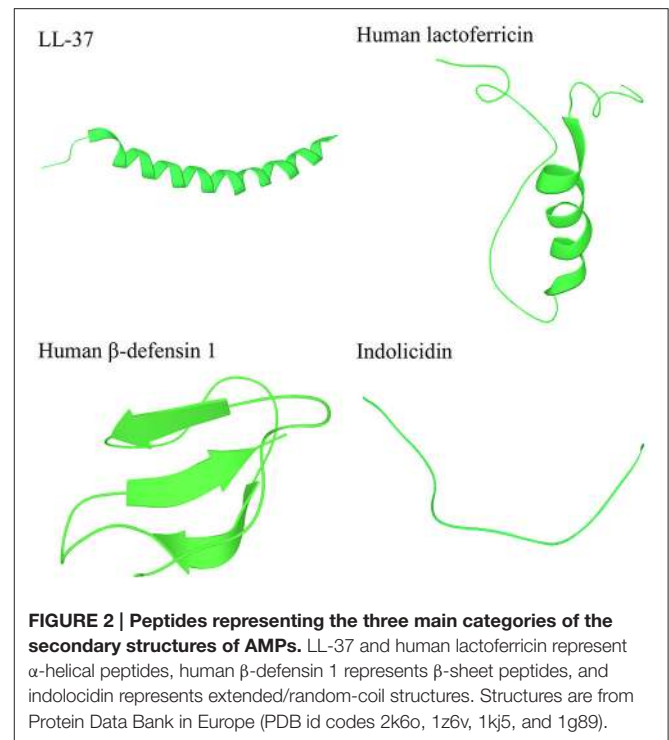 LL-37
Human lactoferricin
Human β-defensin 1
Indolicidin
FIGURE 2 | Peptides representing the three main categories of the
secondary structures of AMPs. LL-37 and human lactoferricin represent
α-helical peptides, human β-defensin 1 represents β-sheet peptides, and
indolocidin represents extended/random-coil structures. Structures are from
Protein Data Bank in Europe (PDB id codes 2k6o, 1z6v, 1kj5, and 1g89).